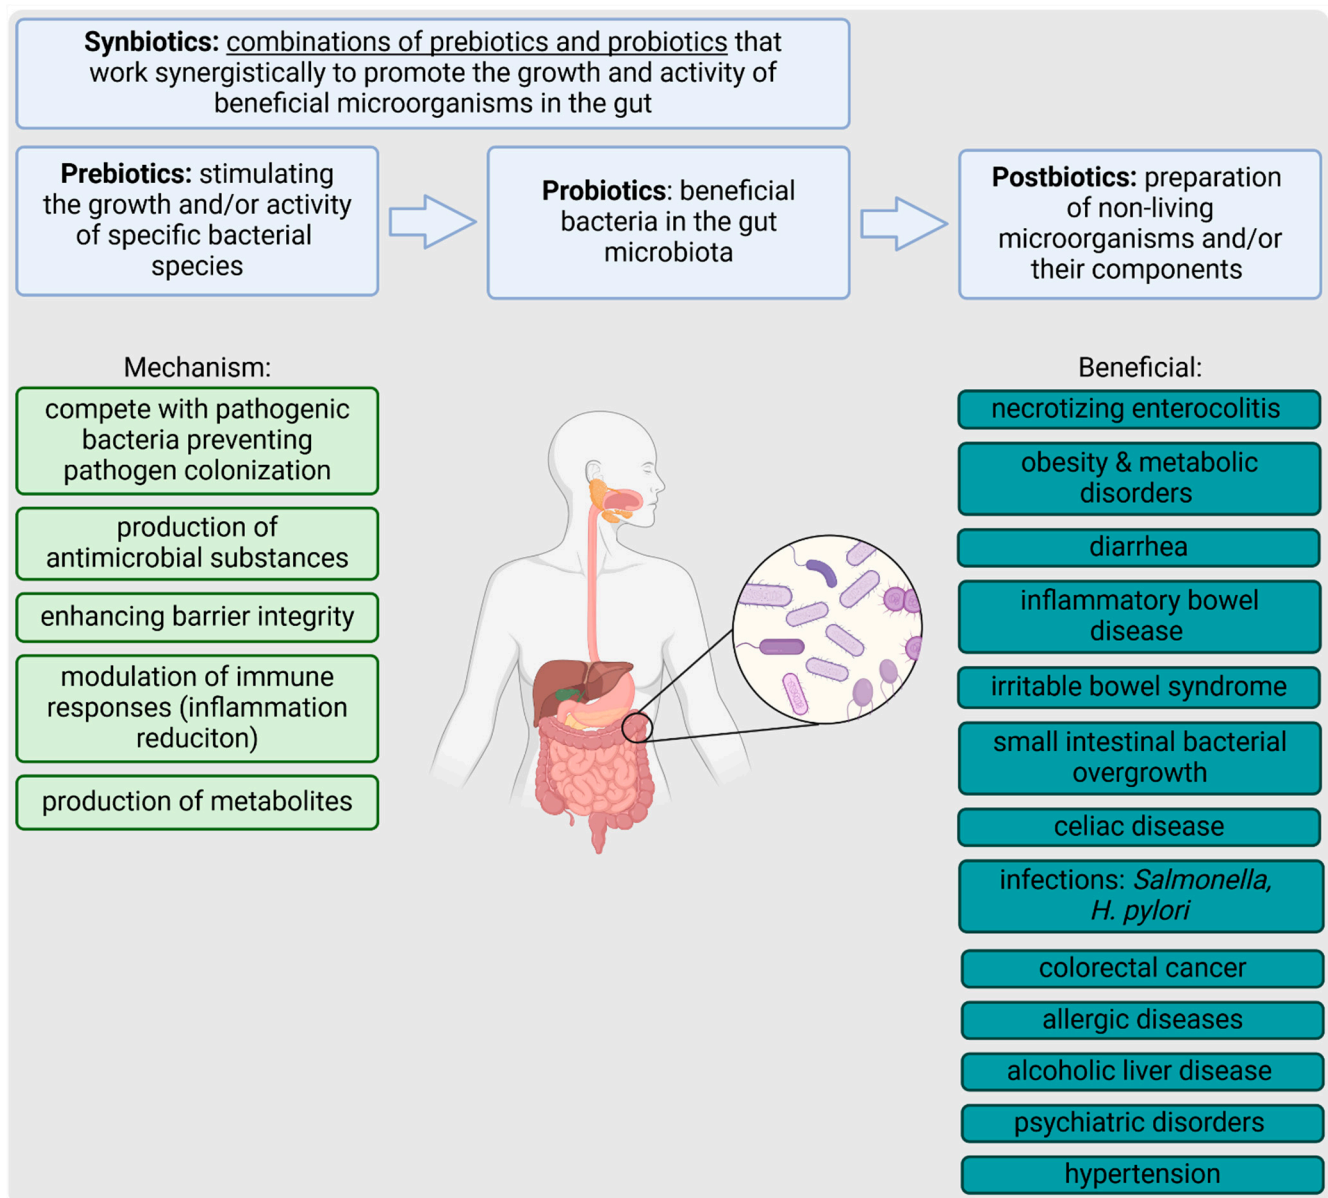 Synbiotics: combinations of prebiotics and probiotics that
work synergistically to promote the growth and activity of
beneficial microorganisms in the gut
Prebiotics: stimulating
the growth and/or activity
of specific bacterial
species
Probiotics: beneficial
bacteria in the gut
microbiota
Postbiotics: preparation
of non-living
microorganisms and/or
their components
Mechanism:
compete with pathogenic
bacteria preventing
pathogen colonization
production of
antimicrobial substances
enhancing barrier integrity
modulation of immune
responses (inflammation
reduciton)
production of metabolites
Beneficial:
necrotizing enterocolitis
obesity & metabolic
disorders
diarrhea
inflammatory bowel
disease
irritable bowel syndrome
small intestinal bacterial
overgrowth
celiac disease
infections: Salmonella,
H. pylori
colorectal cancer
allergic diseases
alcoholic liver disease
psychiatric disorders
hypertension